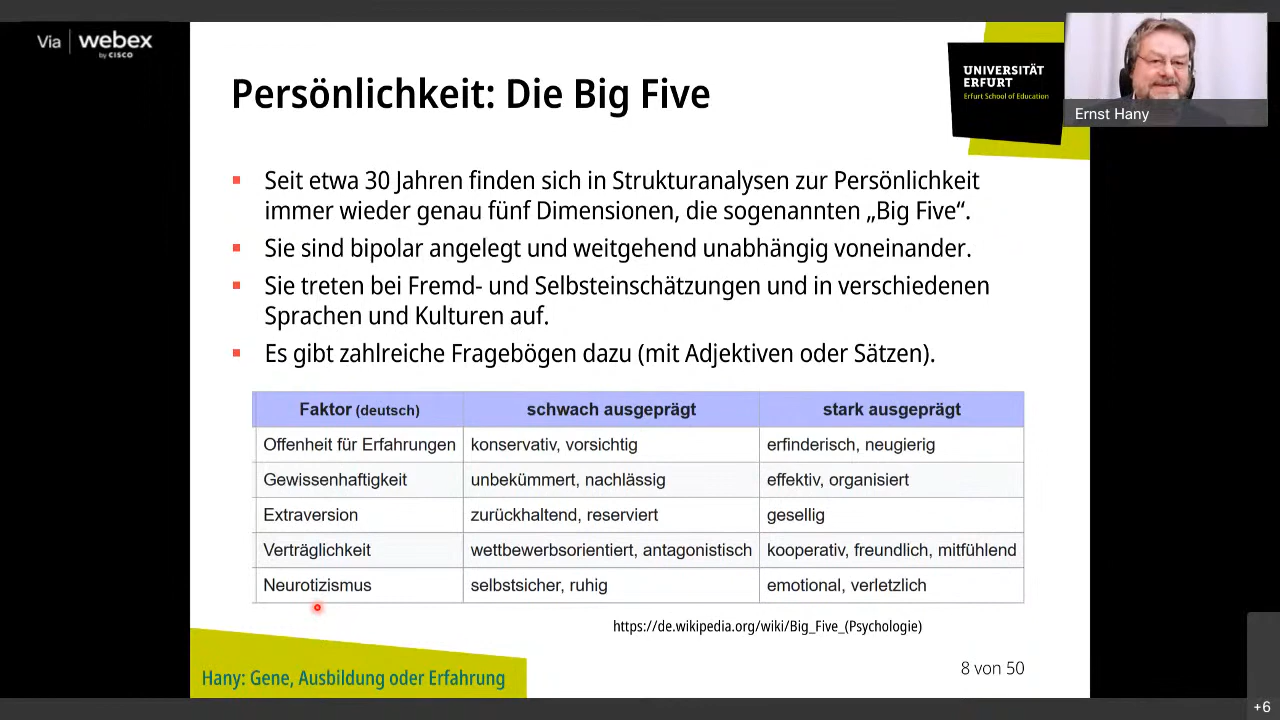 Via webex
by CISCO
Persönlichkeit: Die Big Five
UNIVERSITÄT
ERFURT
Erfurt School of Education
Ernst Hany
Seit etwa 30 Jahren finden sich in Strukturanalysen zur Persönlichkeit
immer wieder genau fünf Dimensionen, die sogenannten „Big Five“.
Sie sind bipolar angelegt und weitgehend unabhängig voneinander.
Sie treten bei Fremd- und Selbsteinschätzungen und in verschiedenen
Sprachen und Kulturen auf.
Es gibt zahlreiche Fragebögen dazu (mit Adjektiven oder Sätzen).
Faktor (deutsch) schwach ausgeprägt stark ausgeprägt
Offenheit für Erfahrungen konservativ, vorsichtig erfinderisch, neugierig
Gewissenhaftigkeit unbekümmert, nachlässig effektiv, organisiert
Extraversion zurückhaltend, reserviert gesellig
Verträglichkeit wettbewerbsorientiert, antagonistisch kooperativ, freundlich, mitfühlend
Neurotizismus selbstsicher, ruhig emotional, verletzlich
https://de.wikipedia.org/wiki/Big_Five_(Psychologie)
Hany: Gene, Ausbildung oder Erfahrung
8 von 50
+6